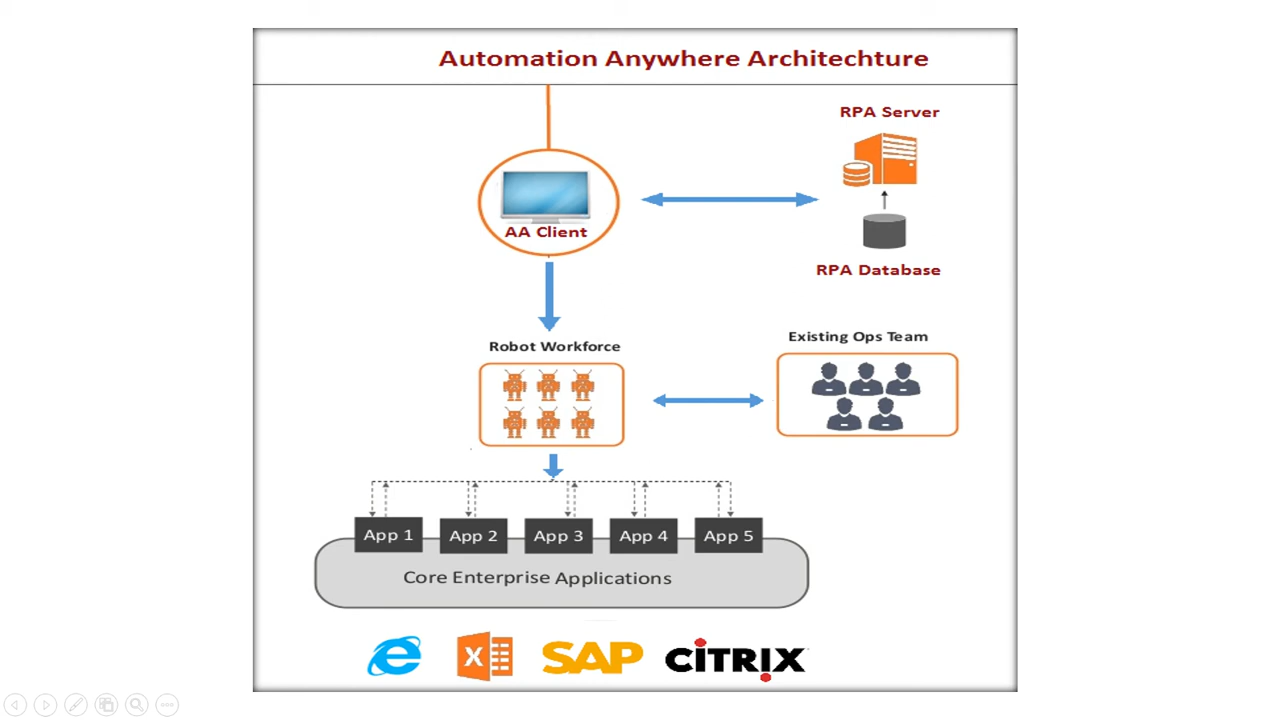 Automation Anywhere Architechture
RPA Server
AA Client
RPA Database
Robot Workforce
Existing Ops Team
App 1
App 2
App 3
App 4
App 5
Core Enterprise Applications
X
SAP
CiTRIX